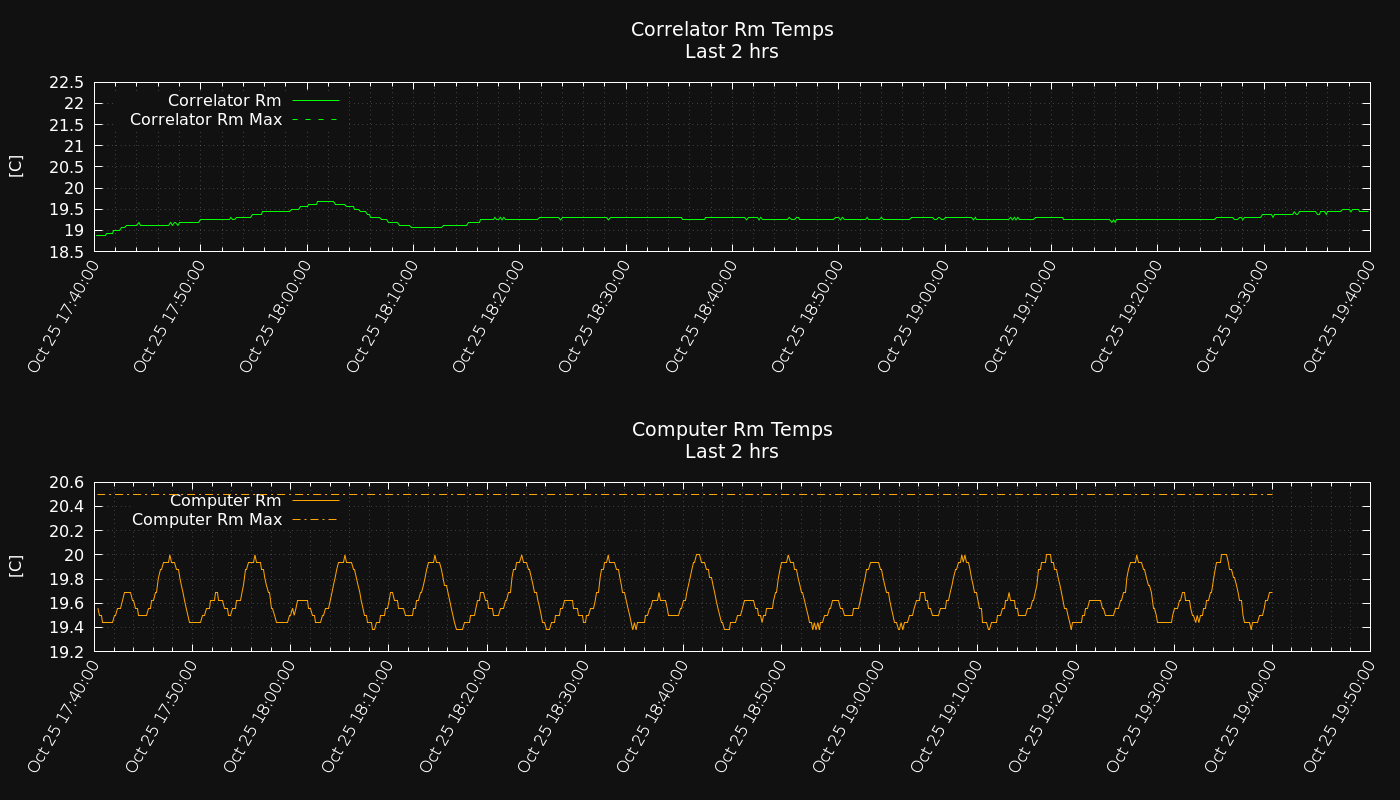 Correlator Rm Temps
Last 2 hrs
22.5
22
21.5
21
20.5
20
19.5
19
18.5
[C]
Correlator Rm
Correlator Rm Max
Oct 25 17:40:00
Oct 25 17:50:00
Oct 25 18:00:00
Oct 25 18:10:00
Oct 25 18:20:00
Oct 25 18:30:00
Oct 25 18:40:00
Oct 25 18:50:00
Oct 25 19:00:00
Oct 25 19:10:00
Oct 25 19:20:00
Oct 25 19:30:00
Oct 25 19:40:00
Computer Rm Temps
Last 2 hrs
20.6
20.4
20.2
20
19.8
19.6
19.4
19.2
[C]
Computer Rm
Computer Rm Max
Oct 25 17:40:00
Oct 25 17:50:00
Oct 25 18:00:00
Oct 25 18:10:00
Oct 25 18:20:00
Oct 25 18:30:00
Oct 25 18:40:00
Oct 25 18:50:00
Oct 25 19:00:00
Oct 25 19:10:00
Oct 25 19:20:00
Oct 25 19:30:00
Oct 25 19:40:00
Oct 25 19:50:00